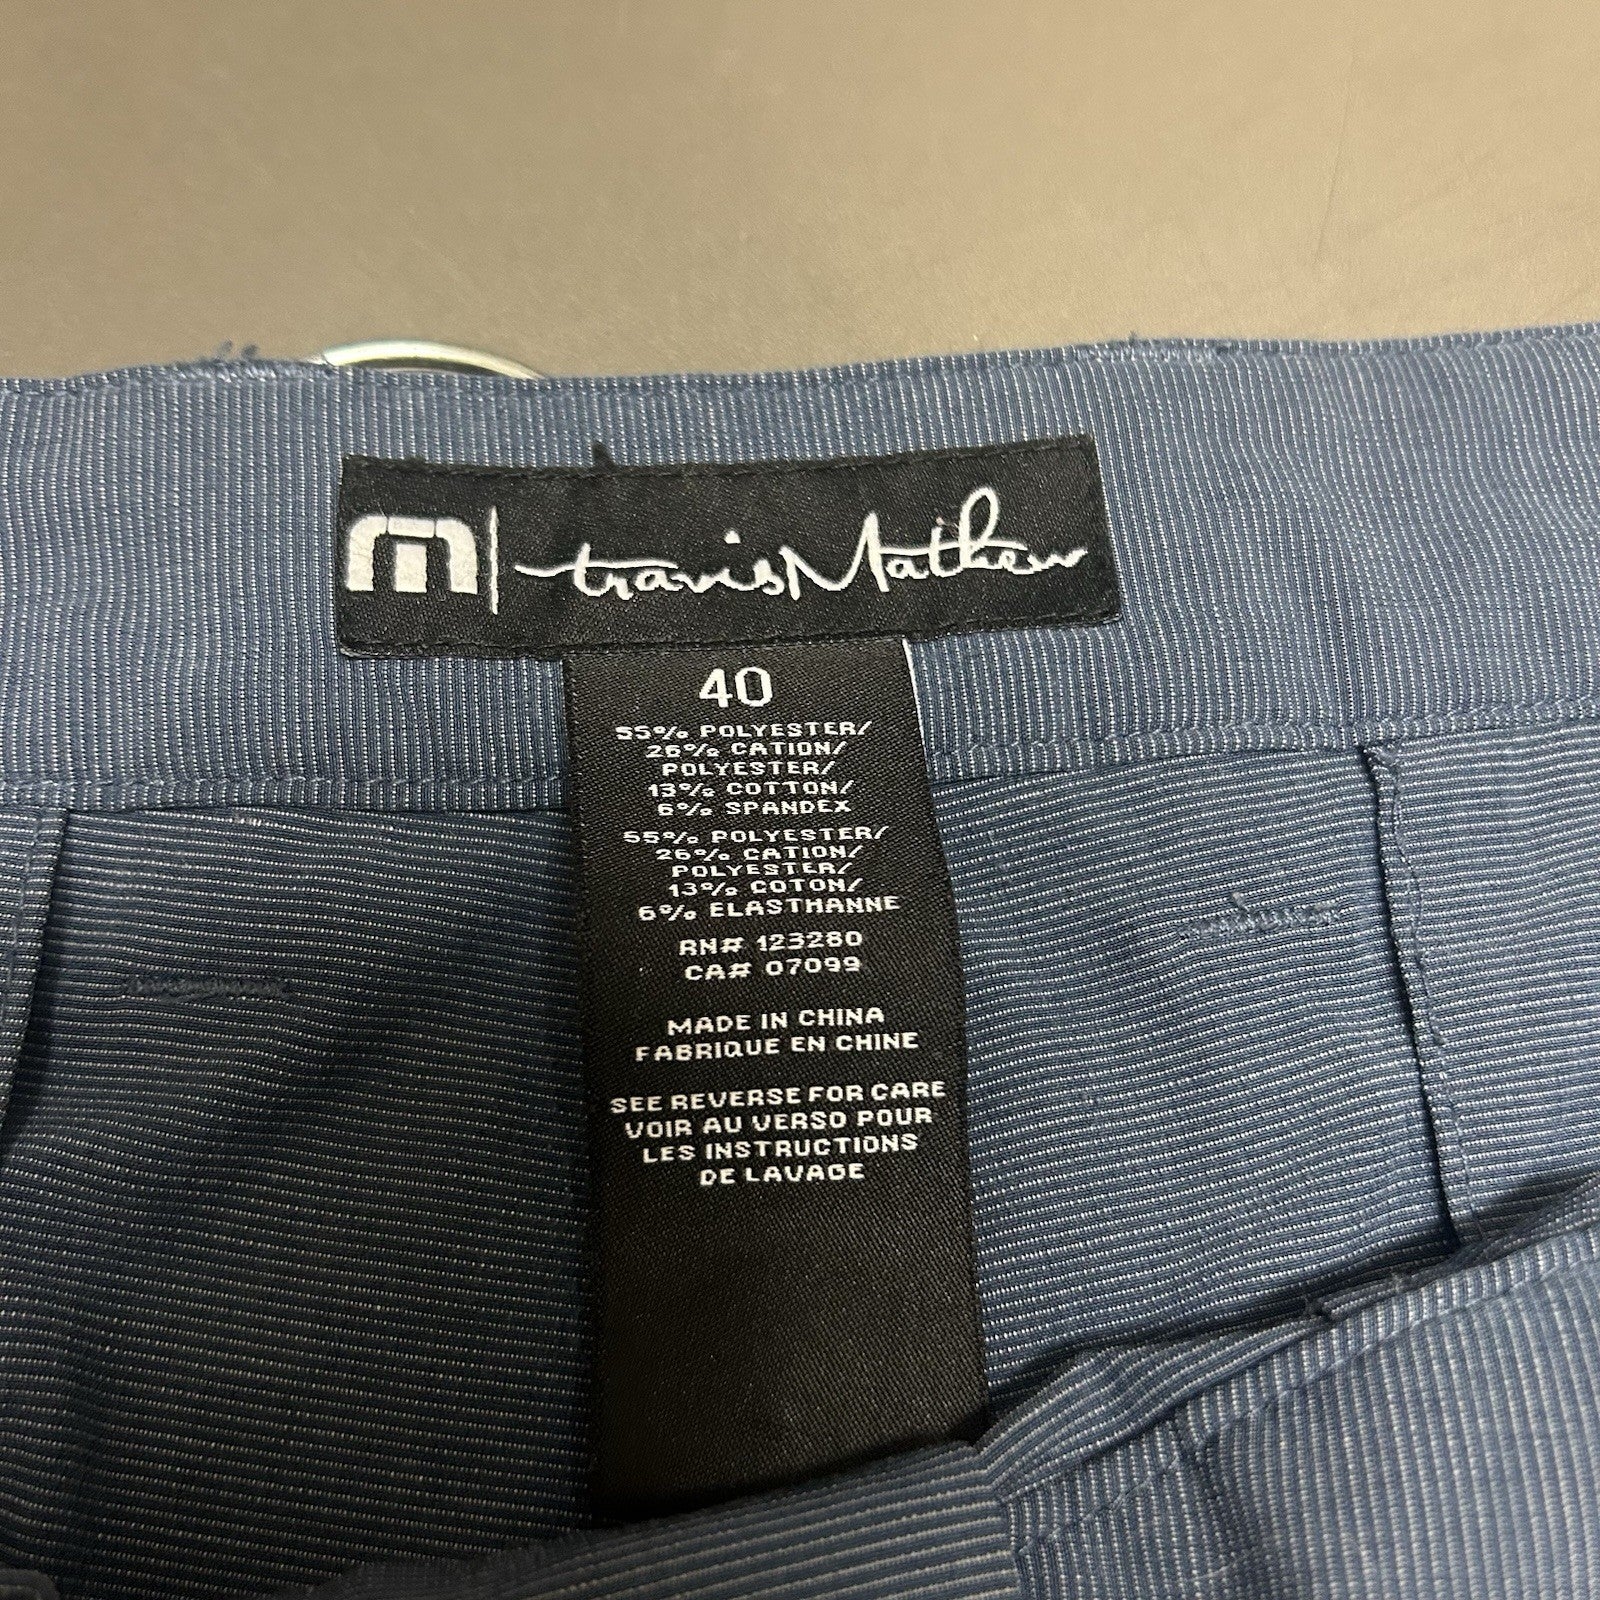 m | travisMathew
40
55% POLYESTER/
26% CATION/
POLYESTER/
13% COTTON/
6% SPANDEX
55% POLYESTER/
26% CATION/
POLYESTER/
13% COTON/
6% ELASTHANNE
RN# 123280
CA# 07099
MADE IN CHINA
FABRIQUE EN CHINE
SEE REVERSE FOR CARE
VOIR AU VERSO POUR
LES INSTRUCTIONS
DE LAVAGE